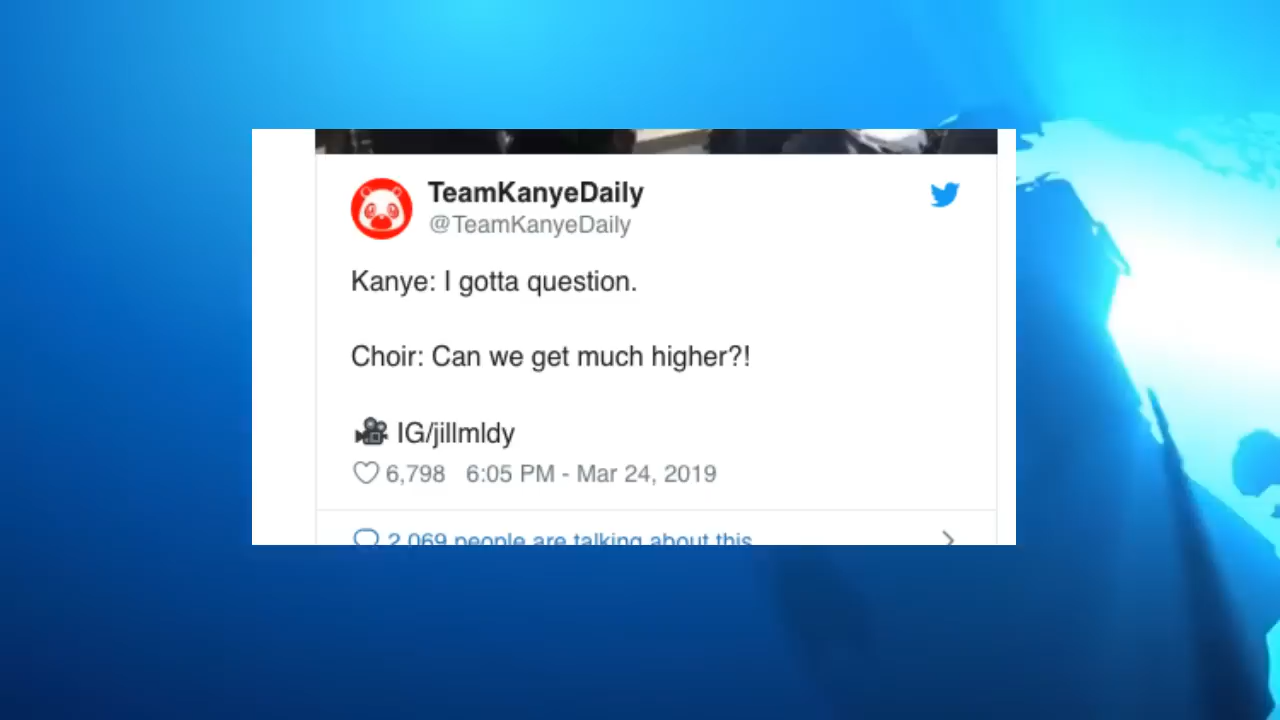 TeamKanyeDaily
@TeamKanyeDaily
Kanye: I gotta question.
Choir: Can we get much higher?!
🎥 IG/jillmldy
6,798 6:05 PM - Mar 24, 2019
2,069 people are talking about this